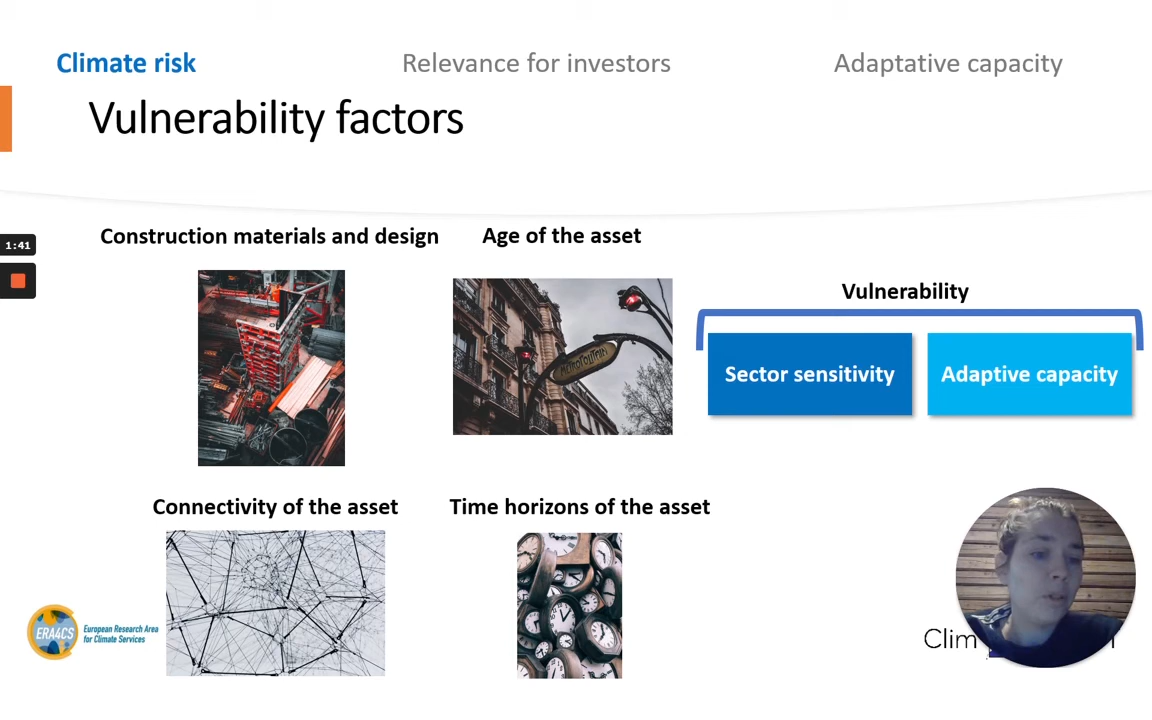 Climate risk
Relevance for investors
Adaptative capacity
Vulnerability factors
1:41
Construction materials and design
Age of the asset
METROPOLITAIN
Vulnerability
Sector sensitivity
Adaptive capacity
Connectivity of the asset
Time horizons of the asset
ERA4CS
European Research Area
for Climate Services
Clim